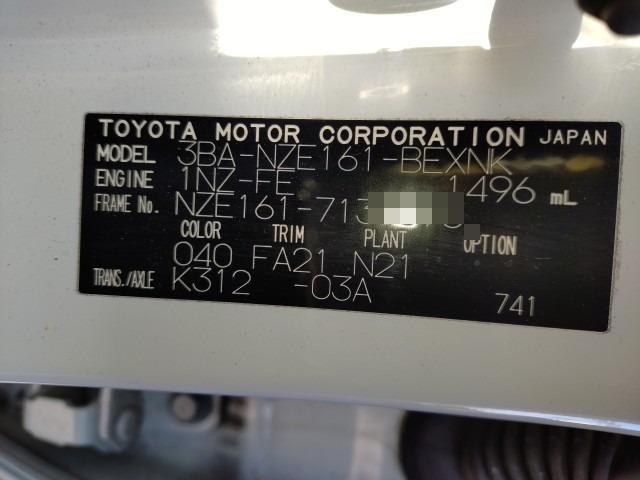 TOYOTA MOTOR CORPORATION JAPAN
MODEL 3BA-NZE161-BEXNK
ENGINE 1NZ-FE 1496 mL
FRAME No. NZE161-713
COLOR TRIM PLANT OPTION
040 FA21 N21
TRANS./AXLE K312 -03A
741